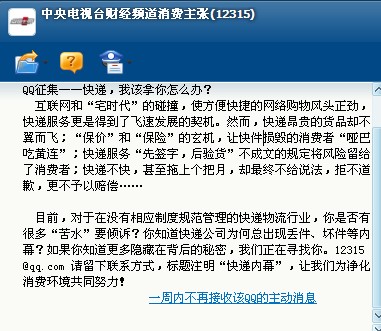 中央电视台财经频道消费主张(12315)
QQ征集——快递，我该拿你怎么办？
互联网和“宅时代”的碰撞，使方便快捷的网络购物风头正劲，
快递服务更是得到了飞速发展的契机。然而，快递昂贵的货品却不
翼而飞；“保价”和“保险”的玄机，让快件损毁的消费者“哑巴
吃黄连”；快递服务“先签字，后验货”不成文的规定将风险留给
了消费者；快递不快，甚至拖上个把月，却最终不给说法，拒不道
歉，更不予以赔偿……
目前，对于在没有相应制度规范管理的快递物流行业，你是否有
很多“苦水”要倾诉？你知道快递公司为何总出现丢件、坏件等内
幕？如果你知道更多隐藏在背后的秘密，我们正在寻找你。12315
@qq.com 请留下联系方式，标题注明“快递内幕”，让我们为净化
消费环境共同努力！
一周内不再接收该QQ的主动消息